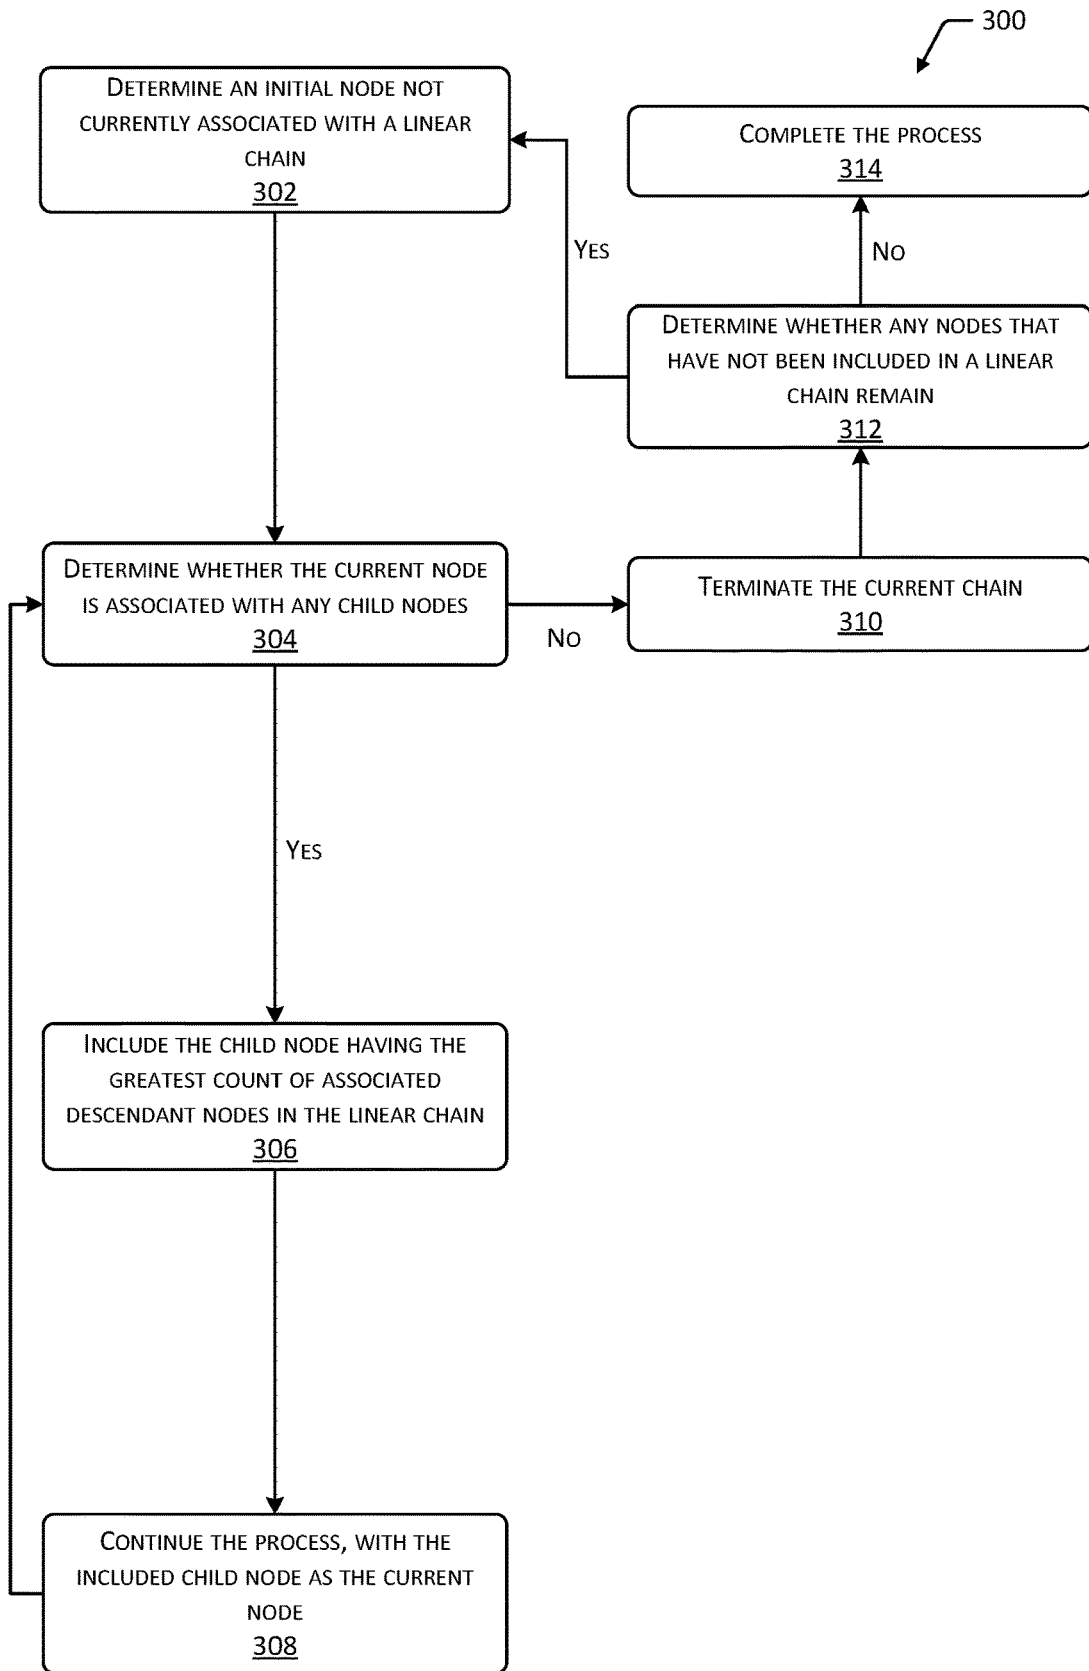 300
DETERMINE AN INITIAL NODE NOT
CURRENTLY ASSOCIATED WITH A LINEAR
CHAIN
302
COMPLETE THE PROCESS
314
YES
NO
DETERMINE WHETHER ANY NODES THAT
HAVE NOT BEEN INCLUDED IN A LINEAR
CHAIN REMAIN
312
DETERMINE WHETHER THE CURRENT NODE
IS ASSOCIATED WITH ANY CHILD NODES
304
NO
TERMINATE THE CURRENT CHAIN
310
YES
INCLUDE THE CHILD NODE HAVING THE
GREATEST COUNT OF ASSOCIATED
DESCENDANT NODES IN THE LINEAR CHAIN
306
CONTINUE THE PROCESS, WITH THE
INCLUDED CHILD NODE AS THE CURRENT
NODE
308